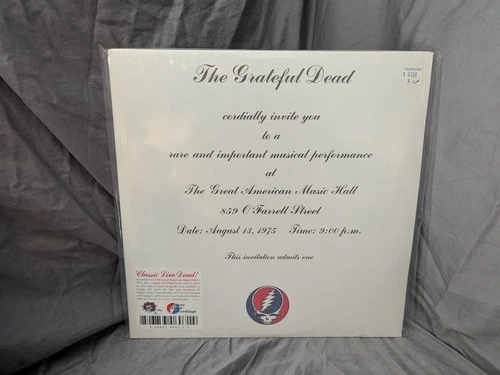 The Grateful Dead
cordially invite you
to a
rare and important musical performance
at
The Great American Music Hall
859 O'Farrell Street
Date: August 13, 1975 Time: 9:00 p.m.
This invitation admits one
Classic Live Dead!